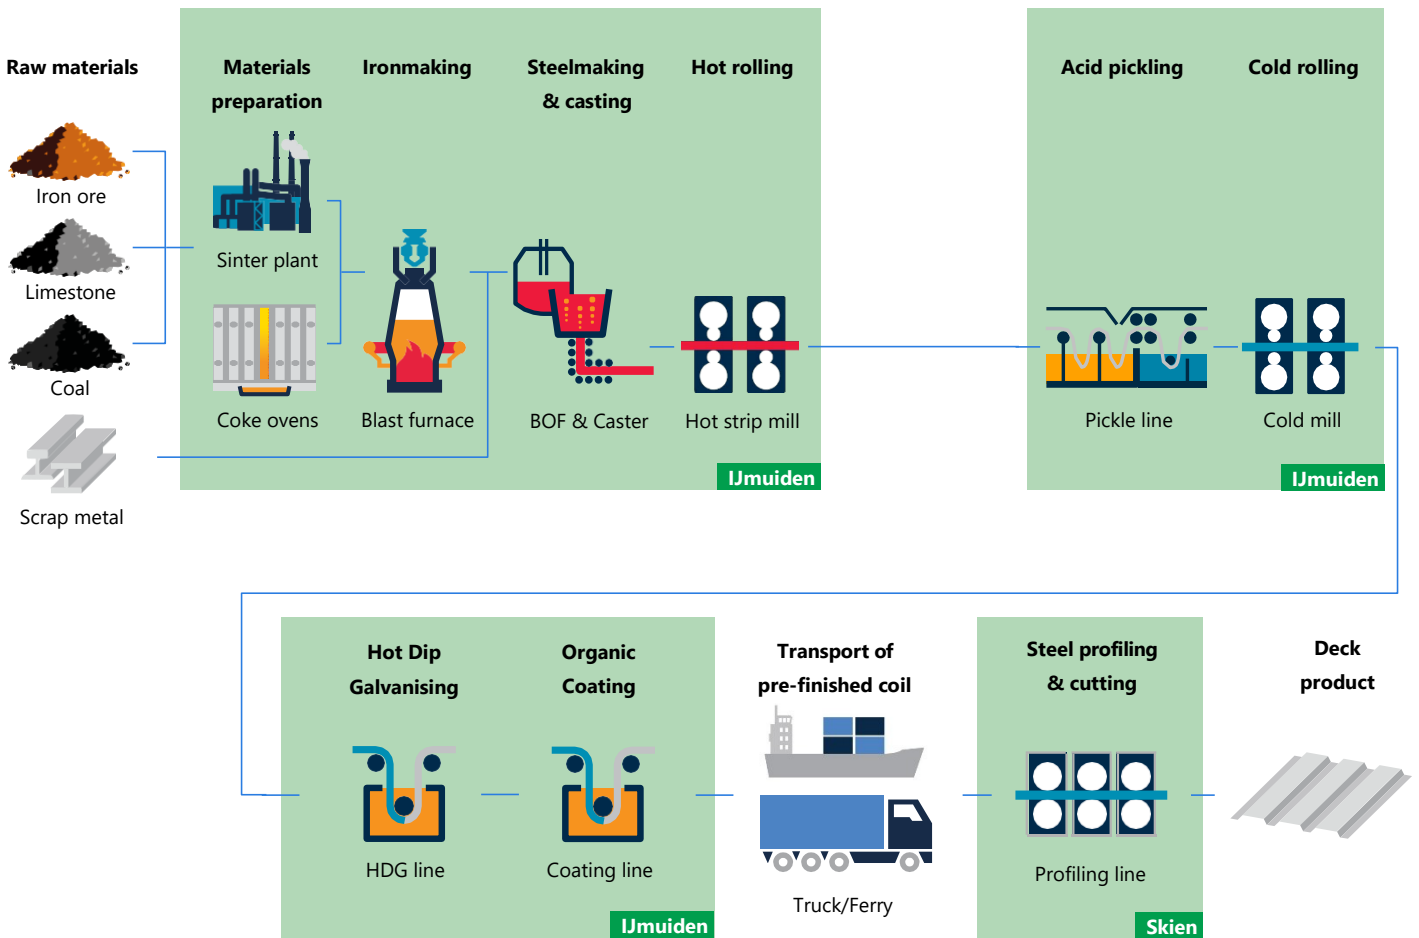 Raw materials
Iron ore
Limestone
Coal
Scrap metal
Materials
preparation
Sinter plant
Coke ovens
Ironmaking
Blast furnace
Steelmaking
& casting
BOF & Caster
Hot rolling
Hot strip mill
IJmuiden
Acid pickling
Pickle line
Cold rolling
Cold mill
IJmuiden
Hot Dip
Galvanising
HDG line
Organic
Coating
Coating line
IJmuiden
Transport of
pre-finished coil
Truck/Ferry
Steel profiling
& cutting
Profiling line
Skien
Deck
product